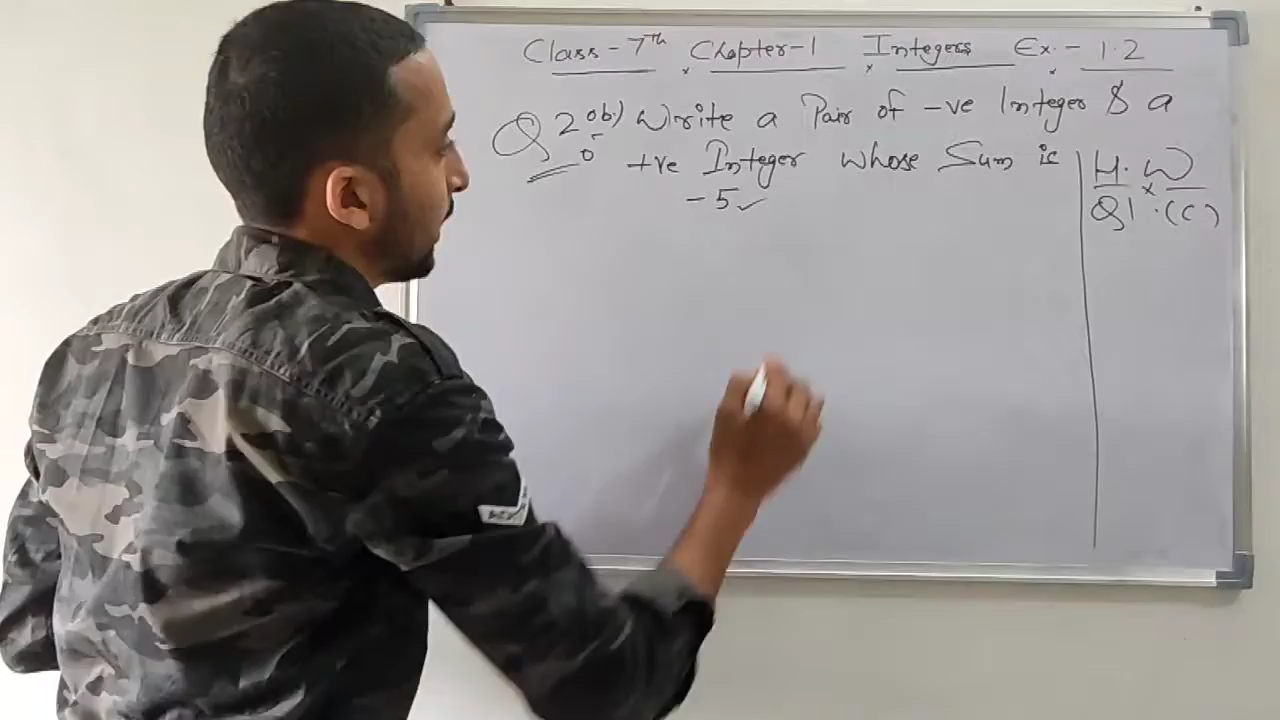 Class-7th Chapter-1 Integers Ex.- 1.2
Q 2. b) Write a Pair of -ve Integer & a
+ve Integer whose Sum is
-5 ✓
H.W
Q1.(c)